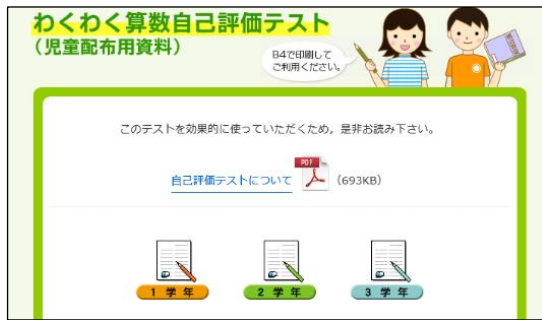 わくわく算数自己評価テスト
（児童配布用資料）
B4で印刷して
ご利用ください。
このテストを効果的に使っていただくため，是非お読み下さい。
自己評価テストについて PDF (693KB)
1 学 年 2 学 年 3 学 年